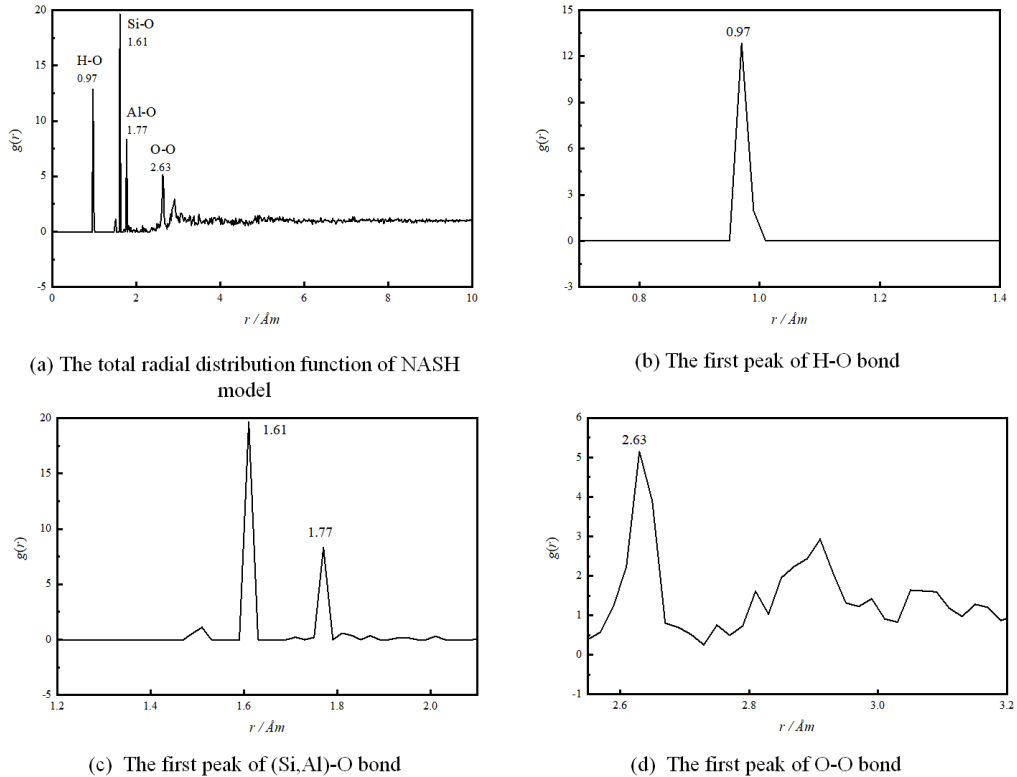 20
15
10
5
0
-5
g(r)
H-O
0.97
Si-O
1.61
Al-O
1.77
O-O
2.63
0 2 4 6 8 10
r / Åm
(a) The total radial distribution function of NASH
model
15
12
9
6
3
0
-3
g(r)
0.97
0.8 1.0 1.2 1.4
r / Åm
(b) The first peak of H-O bond
20
15
10
5
0
-5
g(r)
1.61
1.77
1.2 1.4 1.6 1.8 2.0
r / Åm
(c) The first peak of (Si,Al)-O bond
6
5
4
3
2
1
0
-1
g(r)
2.63
2.6 2.8 3.0 3.2
r / Åm
(d) The first peak of O-O bond